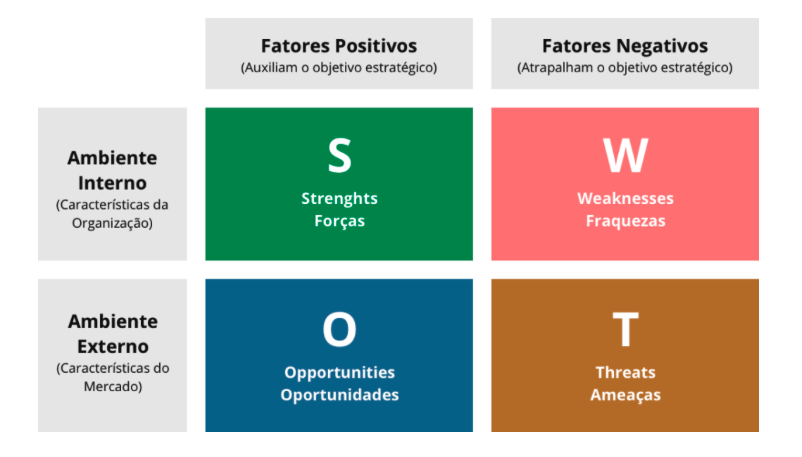 Fatores Positivos
(Auxiliam o objetivo estratégico)
Fatores Negativos
(Atrapalham o objetivo estratégico)
Ambiente
Interno
(Características da
Organização)
S
Strenghts
Forças
W
Weaknesses
Fraquezas
Ambiente
Externo
(Características do
Mercado)
O
Opportunities
Oportunidades
T
Threats
Ameaças